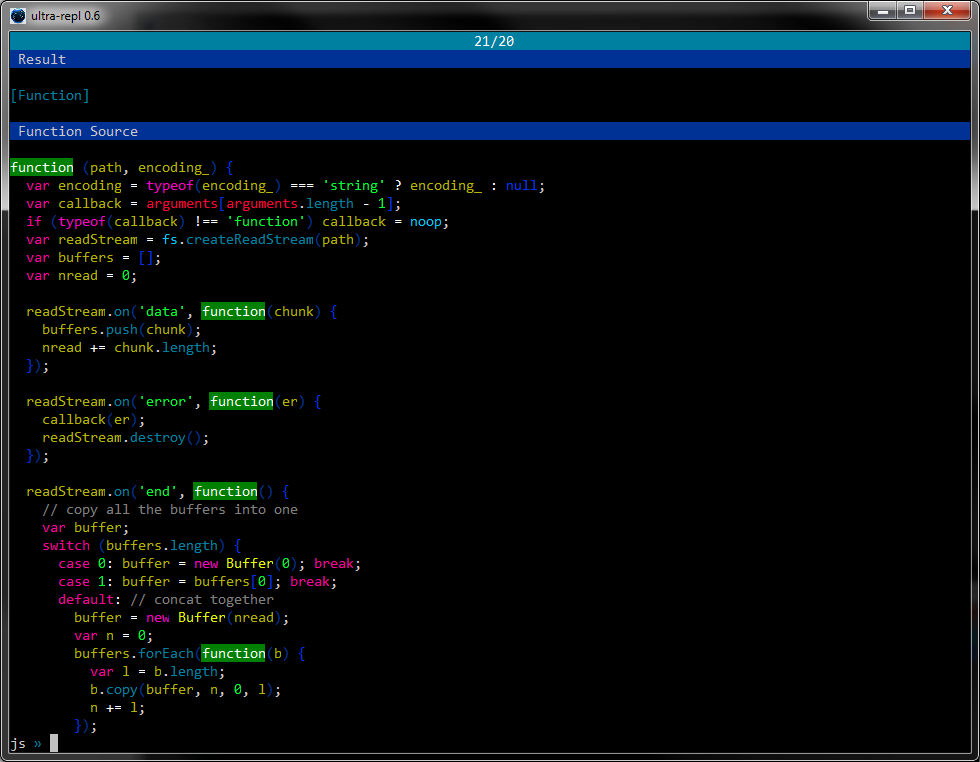 ultra-repl 0.6
21/20
Result
[Function]
Function Source
function (path, encoding_) {
  var encoding = typeof(encoding_) === 'string' ? encoding_ : null;
  var callback = arguments[arguments.length - 1];
  if (typeof(callback) !== 'function') callback = noop;
  var readStream = fs.createReadStream(path);
  var buffers = [];
  var nread = 0;
  readStream.on('data', function(chunk) {
    buffers.push(chunk);
    nread += chunk.length;
  });
  readStream.on('error', function(er) {
    callback(er);
    readStream.destroy();
  });
  readStream.on('end', function() {
    // copy all the buffers into one
    var buffer;
    switch (buffers.length) {
      case 0: buffer = new Buffer(0); break;
      case 1: buffer = buffers[0]; break;
      default: // concat together
        buffer = new Buffer(nread);
        var n = 0;
        buffers.forEach(function(b) {
          var l = b.length;
          b.copy(buffer, n, 0, l);
          n += l;
        });
js »